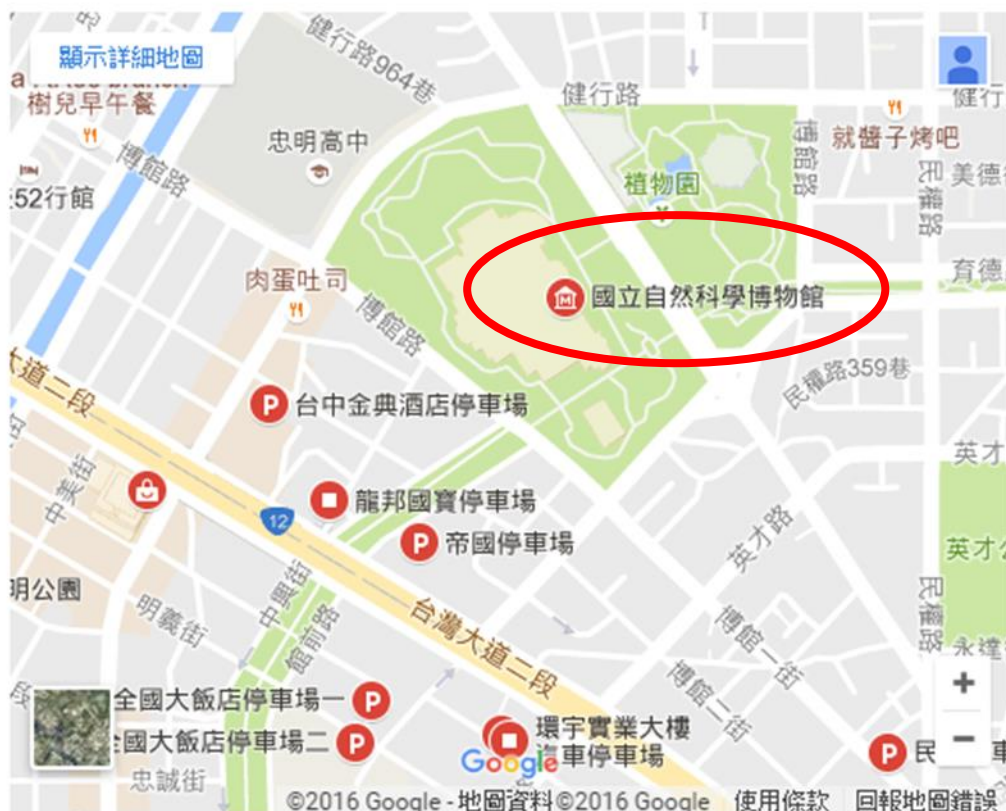 顯示詳細地圖
健行路964巷
健行路
健行
樹兒早午餐
忠明高中
就醬子烤吧
博館路
博館路
民權路
美德
植物園
52行館
國立自然科學博物館
育德
肉蛋吐司
博館路
民權路359巷
大道二段
台中金典酒店停車場
英才
中美街
龍邦國寶停車場
12
帝國停車場
英才路
英才公
明公園
中興街
館前路
明義街
台灣大道二段
民權路
博館一街
永達
博館二街
全國大飯店停車場一
全國大飯店停車場二
環宇實業大樓
汽車停車場
Google
忠誠街
©2016 Google - 地圖資料©2016 Google
使用條款
回報地圖錯誤